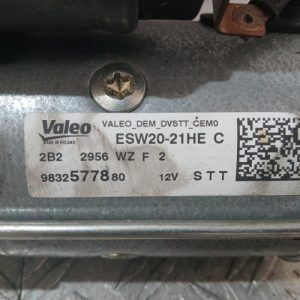 Valeo
MADE IN POLAND
VALEO_DEM_DVSTT_CEM0
ESW20-21HE C
2B2 2956 WZ F 2
9832577880 12V STT